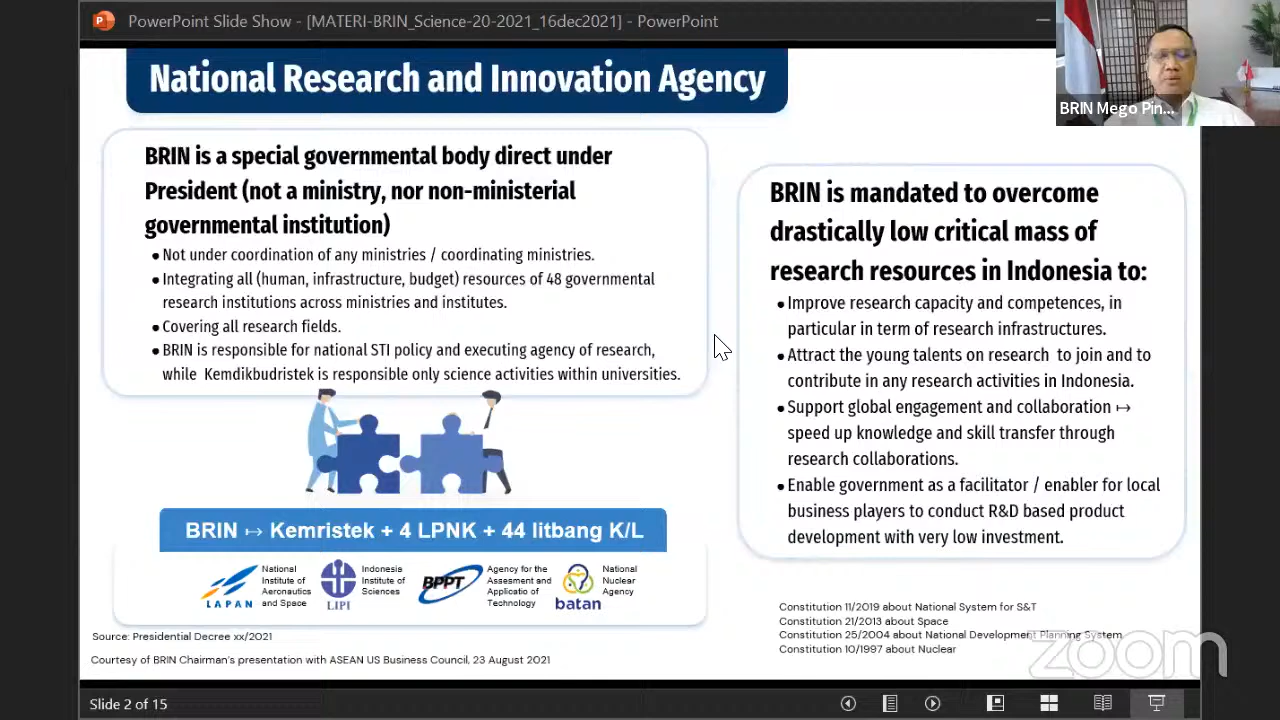 PowerPoint Slide Show - [MATERI-BRIN_Science-20-2021_16dec2021] - PowerPoint
BRIN Mego Pin...
National Research and Innovation Agency
BRIN is a special governmental body direct under
President (not a ministry, nor non-ministerial
governmental institution)
• Not under coordination of any ministries / coordinating ministries.
• Integrating all (human, infrastructure, budget) resources of 48 governmental
research institutions across ministries and institutes.
• Covering all research fields.
• BRIN is responsible for national STI policy and executing agency of research,
while Kemdikbudristek is responsible only science activities within universities.
BRIN ↦ Kemristek + 4 LPNK + 44 litbang K/L
LAPAN
National
Institute of
Aeronautics
and Space
LIPI
Indonesia
Institute of
Sciences
BPPT
Agency for the
Assesment and
Applicatio of
Technology
batan
National
Nuclear
Agency
Source: Presidential Decree xx/2021
Courtesy of BRIN Chairman's presentation with ASEAN US Business Council, 23 August 2021
BRIN is mandated to overcome
drastically low critical mass of
research resources in Indonesia to:
• Improve research capacity and competences, in
particular in term of research infrastructures.
• Attract the young talents on research to join and to
contribute in any research activities in Indonesia.
• Support global engagement and collaboration ↦
speed up knowledge and skill transfer through
research collaborations.
• Enable government as a facilitator / enabler for local
business players to conduct R&D based product
development with very low investment.
Constitution 11/2019 about National System for S&T
Constitution 21/2013 about Space
Constitution 25/2004 about National Development Planning System
Constitution 10/1997 about Nuclear
zoom
Slide 2 of 15